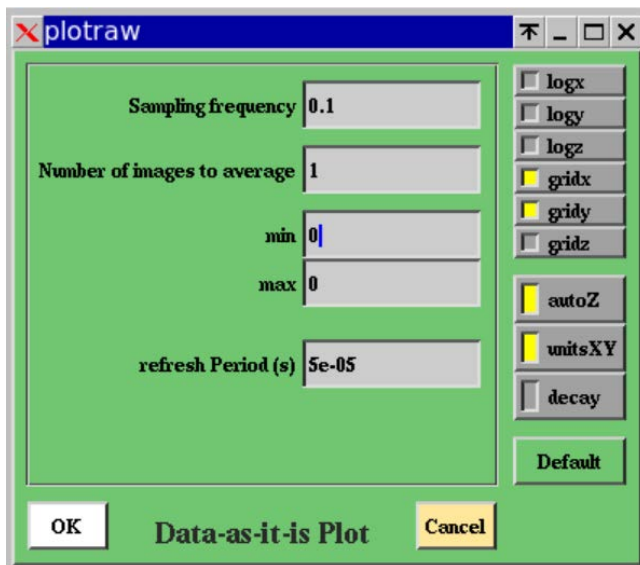 plotraw
Sampling frequency 0.1
Number of images to average 1
min 0
max 0
refresh Period (s) 5e-05
logx
logy
logz
gridx
gridy
gridz
autoZ
unitsXY
decay
Default
OK
Data-as-it-is Plot
Cancel